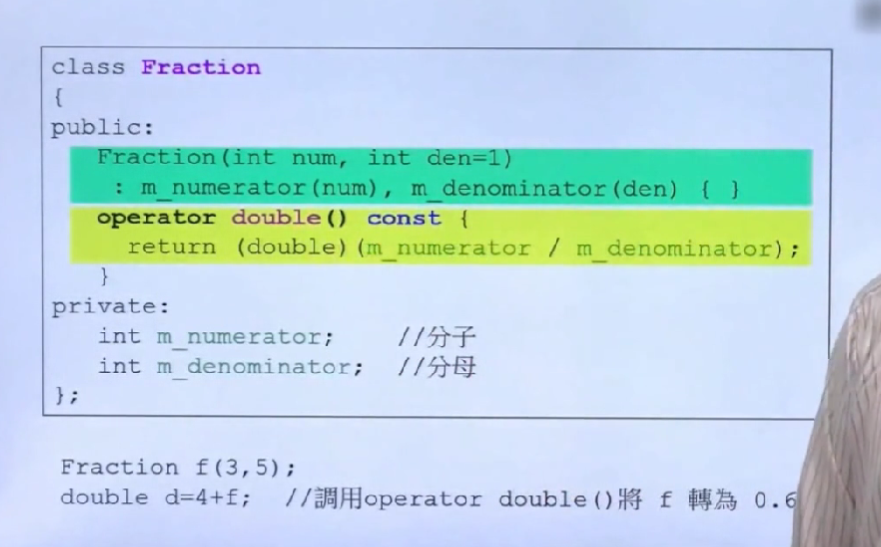 class Fraction
{
public:
Fraction(int num, int den=1)
: m_numerator(num), m_denominator(den) { }
operator double() const {
return (double)(m_numerator / m_denominator);
}
private:
int m_numerator; //分子
int m_denominator; //分母
};
Fraction f(3,5);
double d=4+f; //調用operator double()將 f 轉為 0.6